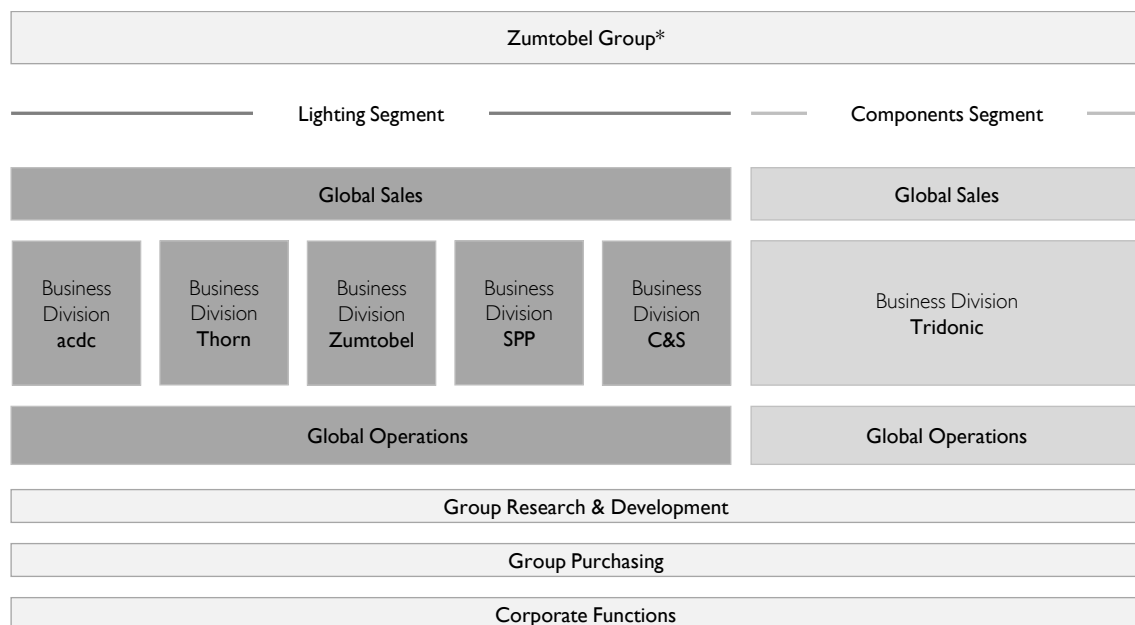 Zumtobel Group*
Lighting Segment
Components Segment
Global Sales
Global Sales
Business
Division
acdc
Business
Division
Thorn
Business
Division
Zumtobel
Business
Division
SPP
Business
Division
C&S
Business Division
Tridonic
Global Operations
Global Operations
Group Research & Development
Group Purchasing
Corporate Functions